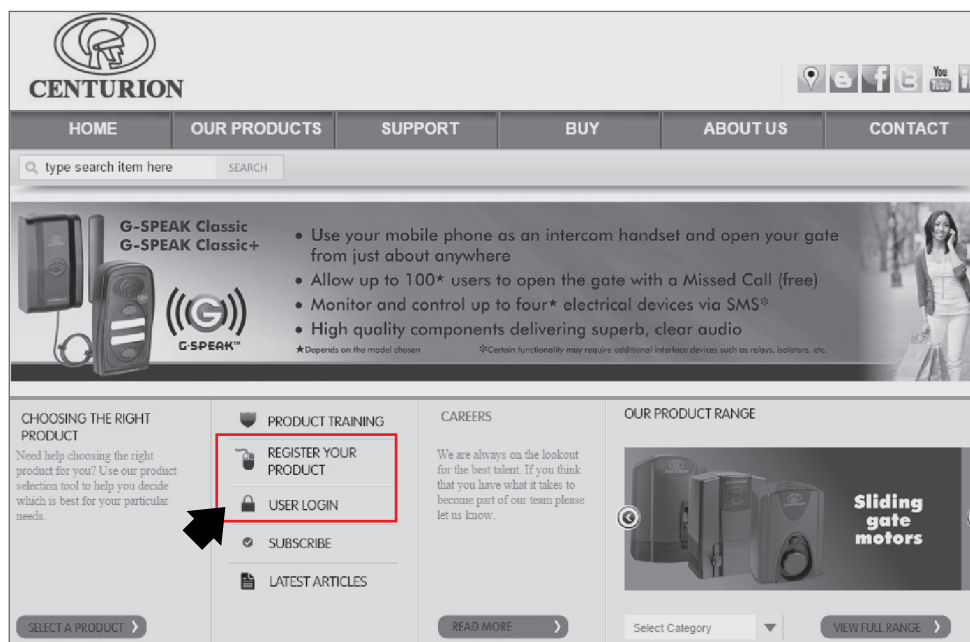 CENTURION
You
Tube
HOME OUR PRODUCTS SUPPORT BUY ABOUT US CONTACT
type search item here SEARCH
G-SPEAK Classic
G-SPEAK Classic+
• Use your mobile phone as an intercom handset and open your gate
from just about anywhere
• Allow up to 100★ users to open the gate with a Missed Call (free)
• Monitor and control up to four★ electrical devices via SMS❄
• High quality components delivering superb, clear audio
G·SPEAK™
★Depends on the model chosen ❄Certain functionality may require additional interface devices such as relays, isolators, etc.
CHOOSING THE RIGHT
PRODUCT
Need help choosing the right
product for you? Use our product
selection tool to help you decide
which is best for your particular
needs.
SELECT A PRODUCT
PRODUCT TRAINING
REGISTER YOUR
PRODUCT
USER LOGIN
SUBSCRIBE
LATEST ARTICLES
CAREERS
We are always on the lookout
for the best talent. If you think
that you have what it takes to
become part of our team please
let us know.
READ MORE
OUR PRODUCT RANGE
CENTURION
Sliding
gate
motors
Select Category
VIEW FULL RANGE